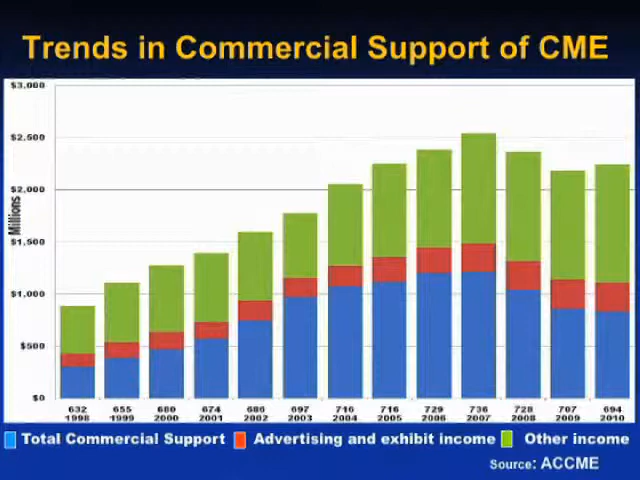 Trends in Commercial Support of CME
$3,000
$2,500
$2,000
$1,500
$1,000
$500
$0
Millions
632 655 680 674 686 697 716 716 729 736 728 707 694
1998 1999 2000 2001 2002 2003 2004 2005 2006 2007 2008 2009 2010
Total Commercial Support Advertising and exhibit income Other income
Source: ACCME